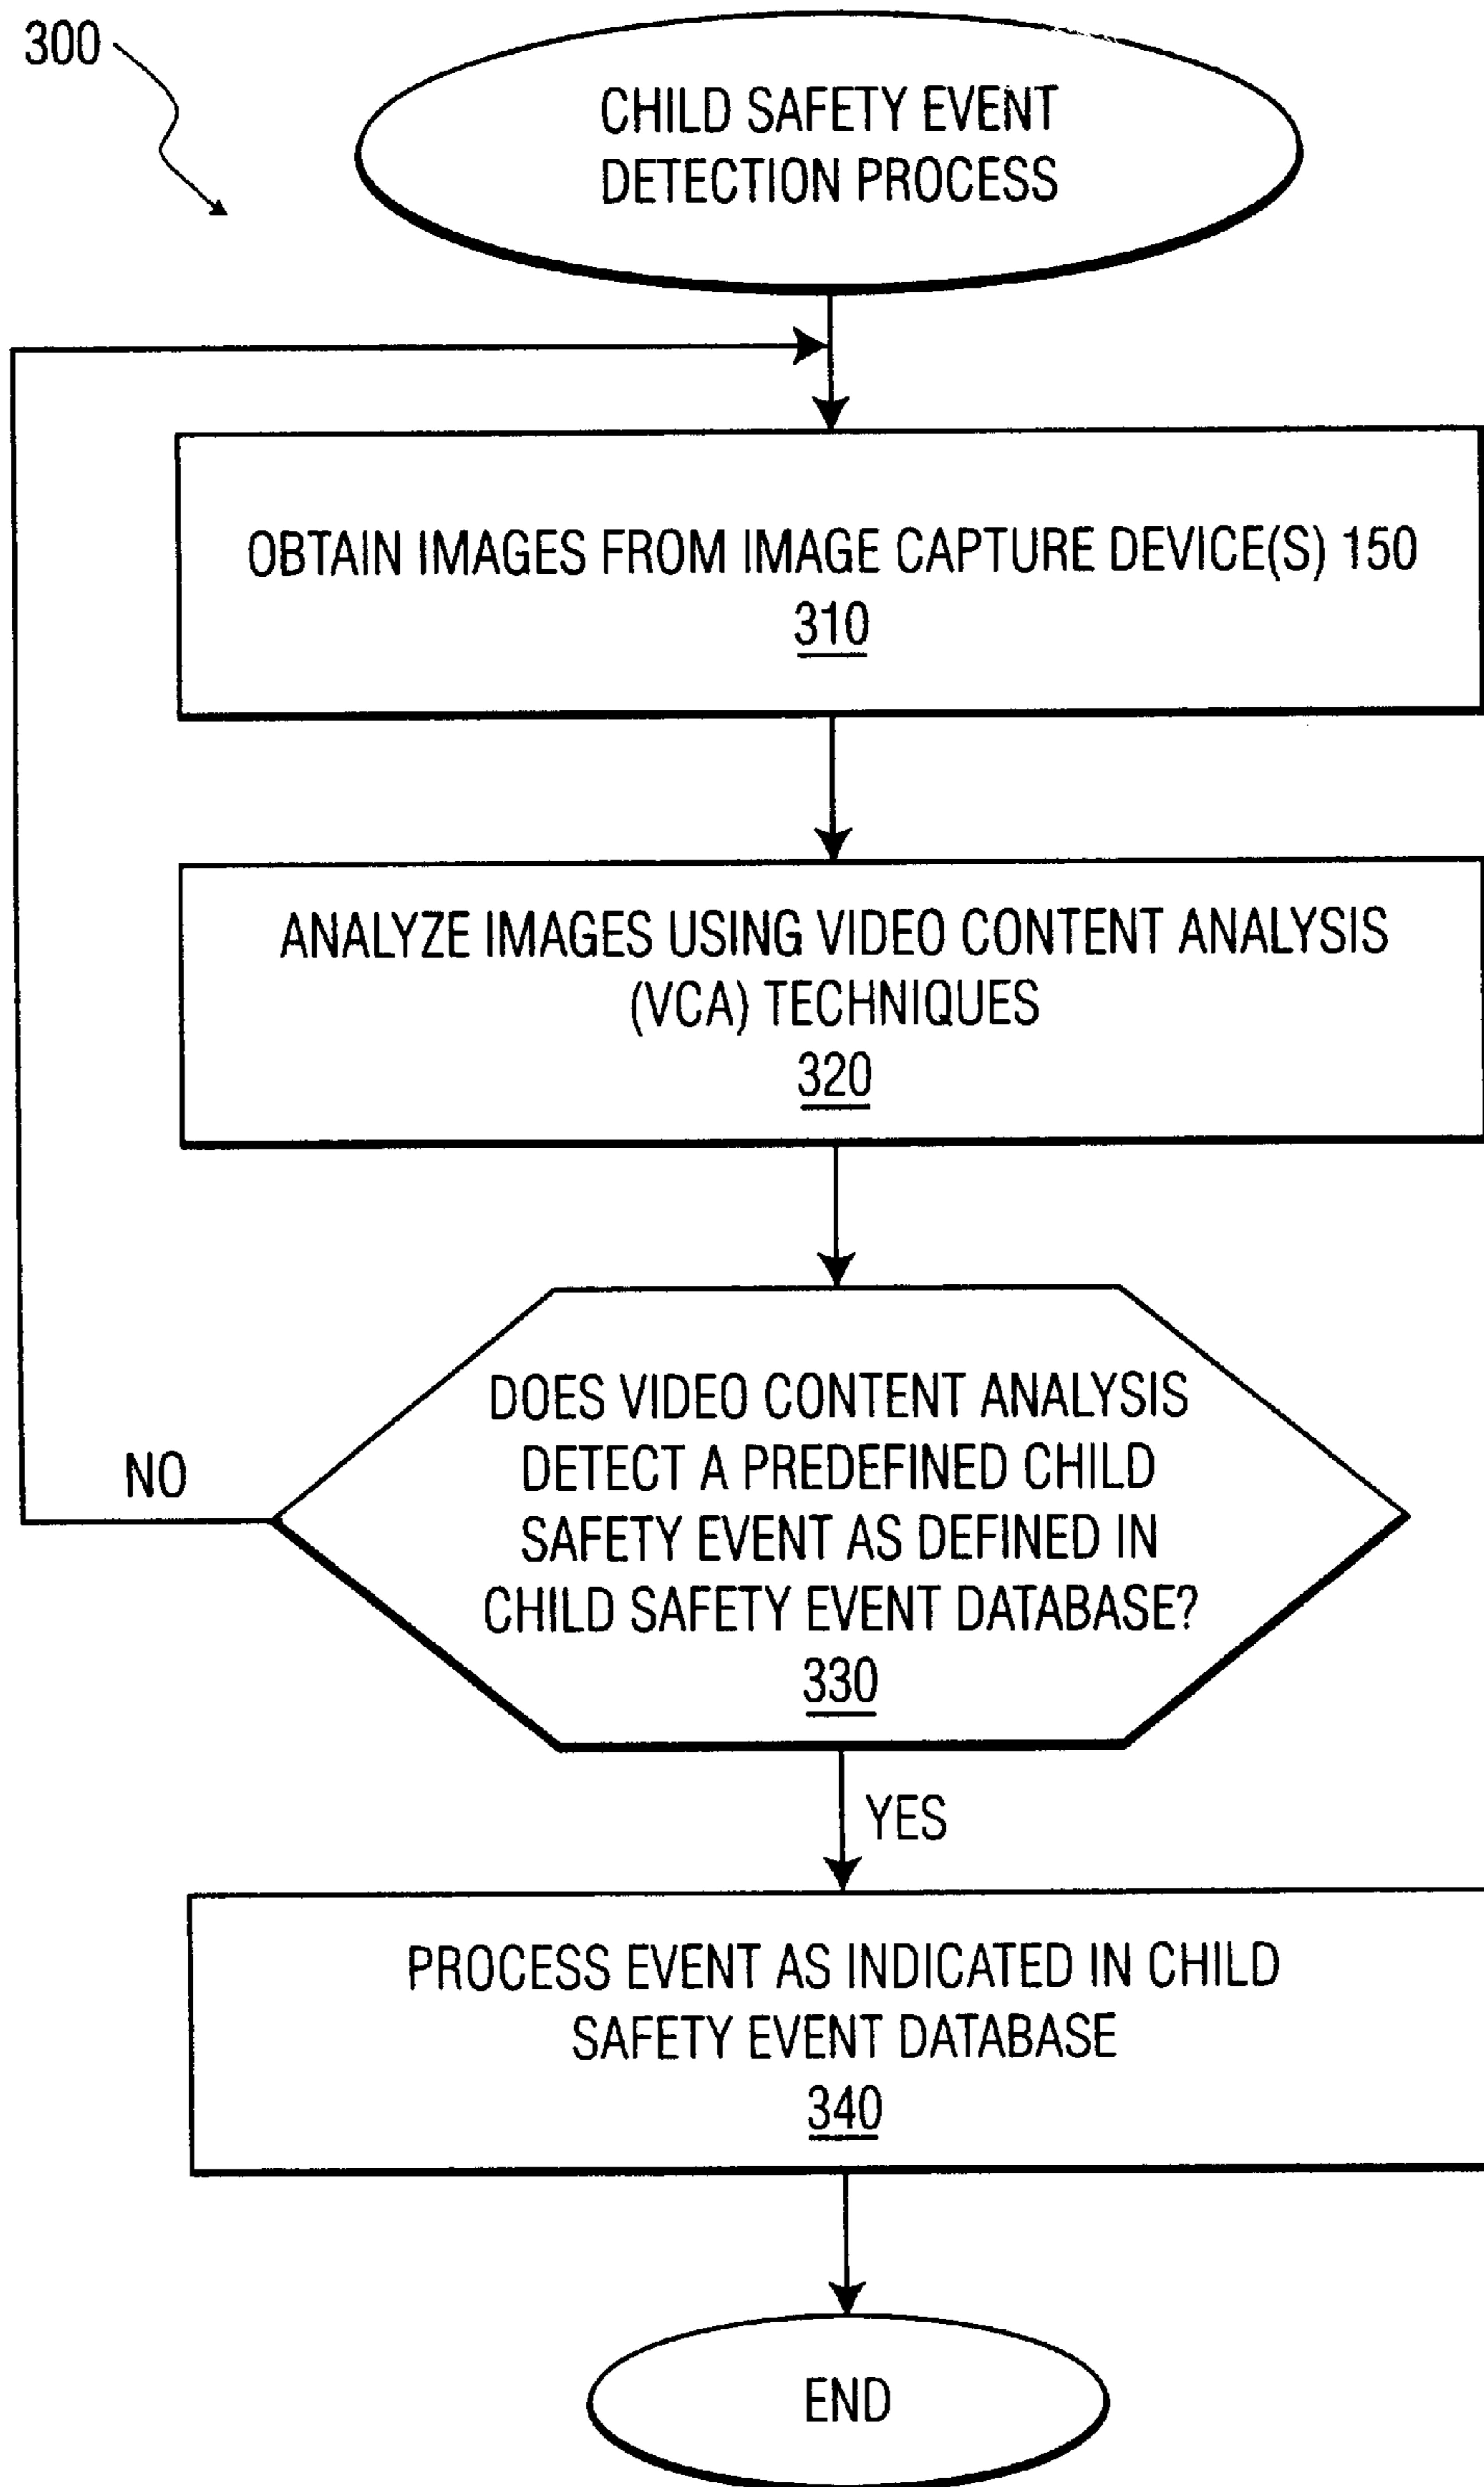 300
CHILD SAFETY EVENT
DETECTION PROCESS
OBTAIN IMAGES FROM IMAGE CAPTURE DEVICE(S) 150
310
ANALYZE IMAGES USING VIDEO CONTENT ANALYSIS
(VCA) TECHNIQUES
320
DOES VIDEO CONTENT ANALYSIS
DETECT A PREDEFINED CHILD
SAFETY EVENT AS DEFINED IN
CHILD SAFETY EVENT DATABASE?
330
NO
YES
PROCESS EVENT AS INDICATED IN CHILD
SAFETY EVENT DATABASE
340
END